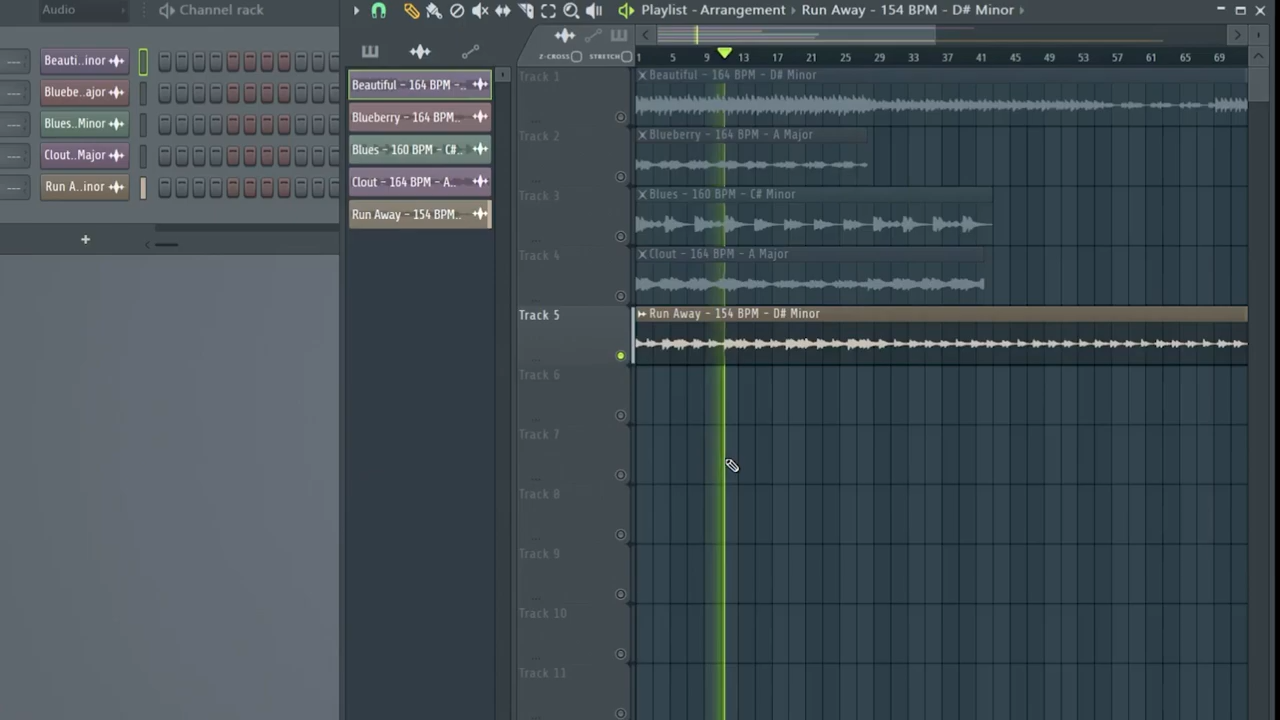 Audio
Channel rack
Beauti..inor
Bluebe..ajor
Blues..Minor
Clout..Major
Run A..inor
+
Beautiful - 164 BPM -..
Blueberry - 164 BPM..
Blues - 160 BPM - C#..
Clout - 164 BPM - A..
Run Away - 154 BPM..
Playlist - Arrangement › Run Away - 154 BPM - D# Minor ›
Z-CROSS
STRETCH
1 5 9 13 17 21 25 29 33 37 41 45 49 53 57 61 65 69
Track 1
Beautiful - 164 BPM - D# Minor
Track 2
Blueberry - 164 BPM - A Major
Track 3
Blues - 160 BPM - C# Minor
Track 4
Clout - 164 BPM - A Major
Track 5
Run Away - 154 BPM - D# Minor
Track 6
Track 7
Track 8
Track 9
Track 10
Track 11